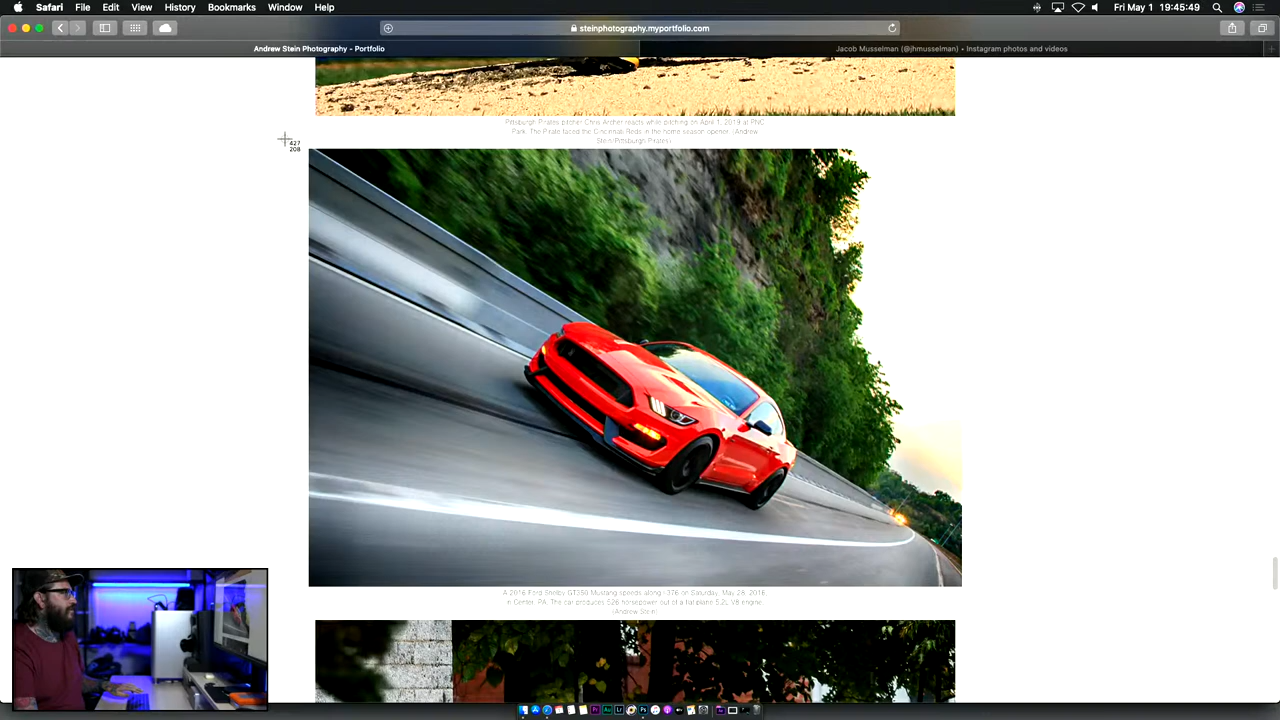 Safari File Edit View History Bookmarks Window Help Fri May 1 19:45:49
steinphotography.myportfolio.com
Andrew Stein Photography - Portfolio Jacob Musselman (@jhmusselman) • Instagram photos and videos
Pittsburgh Pirates pitcher Chris Archer reacts while pitching on April 1, 2019 at PNC
Park. The Pirate faced the Cincinnati Reds in the home season opener. (Andrew
Stein/Pittsburgh Pirates)
427
208
A 2016 Ford Shelby GT350 Mustang speeds along I-376 on Saturday, May 28, 2016,
in Center, PA. The car produces 526 horsepower out of a flat-plane 5.2L V8 engine.
(Andrew Stein)